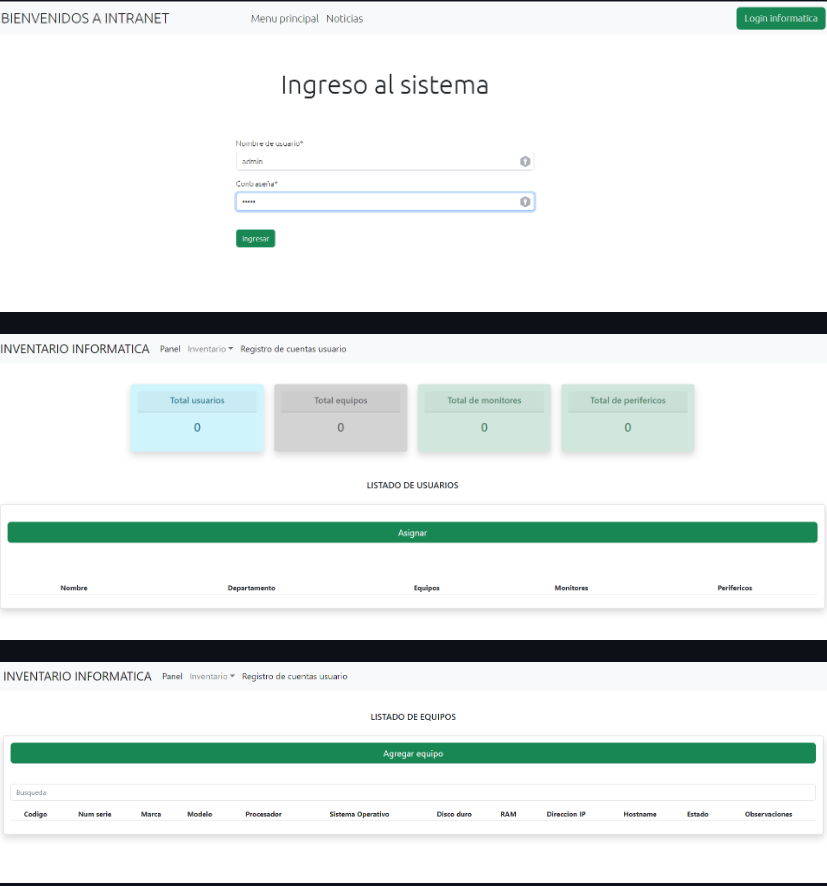 BIENVENIDOS A INTRANET Menu principal Noticias Login informatica
Ingreso al sistema
Nombre de usuario*
admin
Contraseña*
•••••
Ingresar
INVENTARIO INFORMATICA Panel Inventario Registro de cuentas usuario
Total usuarios Total equipos Total de monitores Total de perifericos
0 0 0 0
LISTADO DE USUARIOS
Asignar
Nombre Departamento Equipos Monitores Perifericos
INVENTARIO INFORMATICA Panel Inventario Registro de cuentas usuario
LISTADO DE EQUIPOS
Agregar equipo
Busqueda
Codigo Num serie Marca Modelo Procesador Sistema Operativo Disco duro RAM Direccion IP Hostname Estado Observaciones